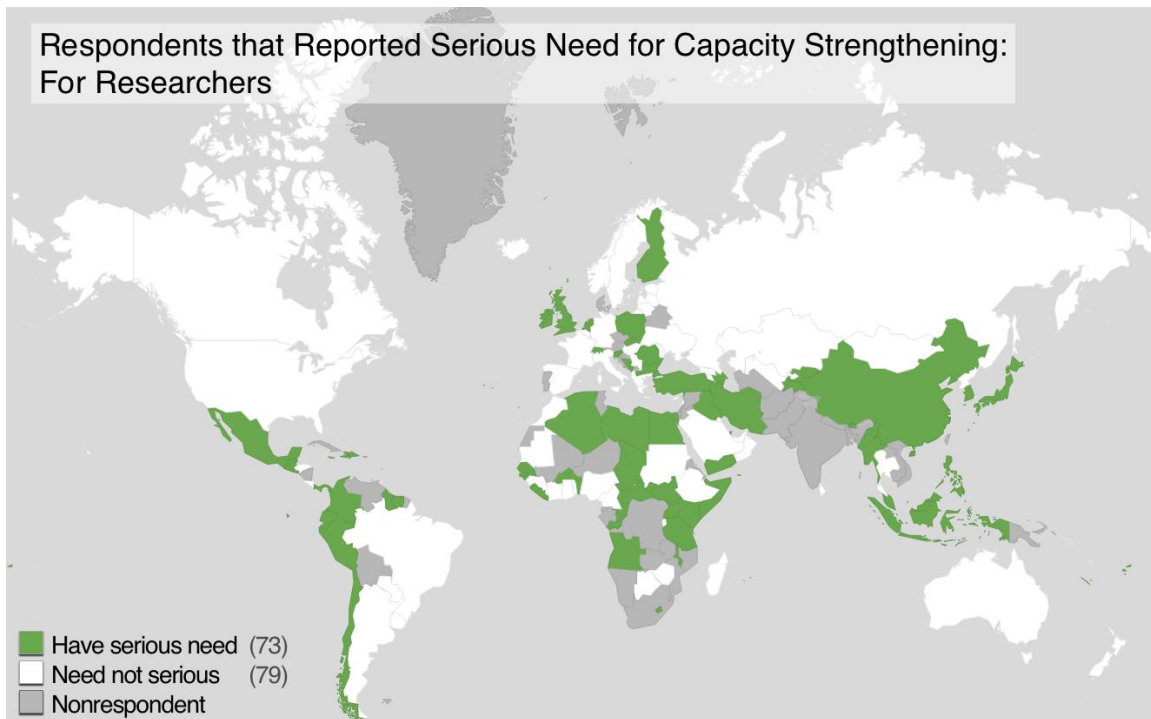 Respondents that Reported Serious Need for Capacity Strengthening:
For Researchers
Have serious need (73)
Need not serious (79)
Nonrespondent